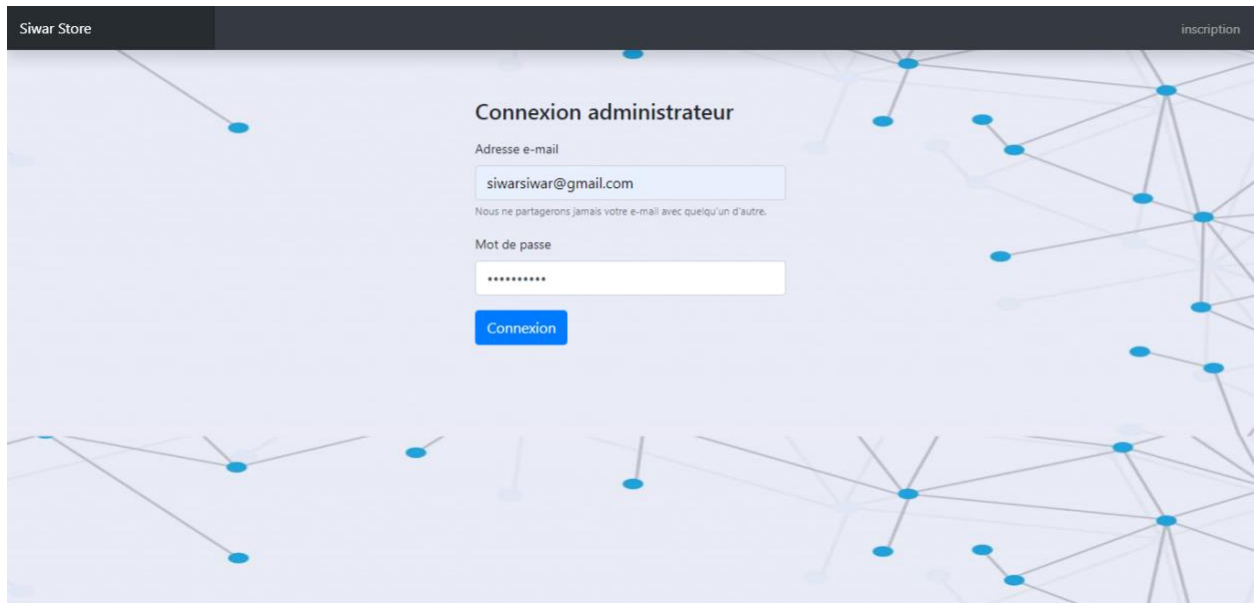 Siwar Store
inscription
Connexion administrateur
Adresse e-mail
siwarsiwar@gmail.com
Nous ne partagerons jamais votre e-mail avec quelqu'un d'autre.
Mot de passe
••••••••••
Connexion